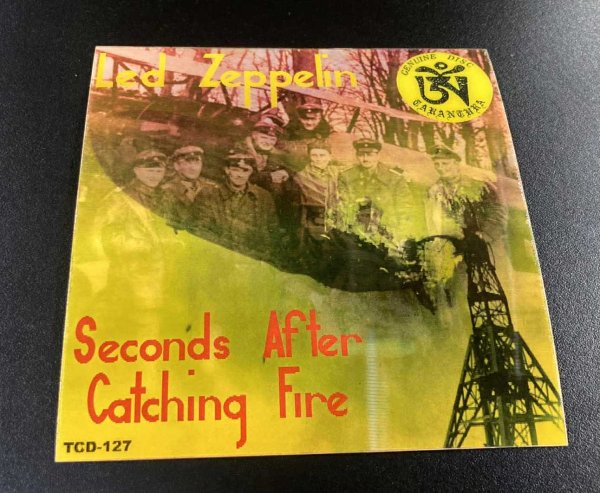 Led Zeppelin
GENUINE DISC
TARANTURA
Seconds After
Catching Fire
TCD-127